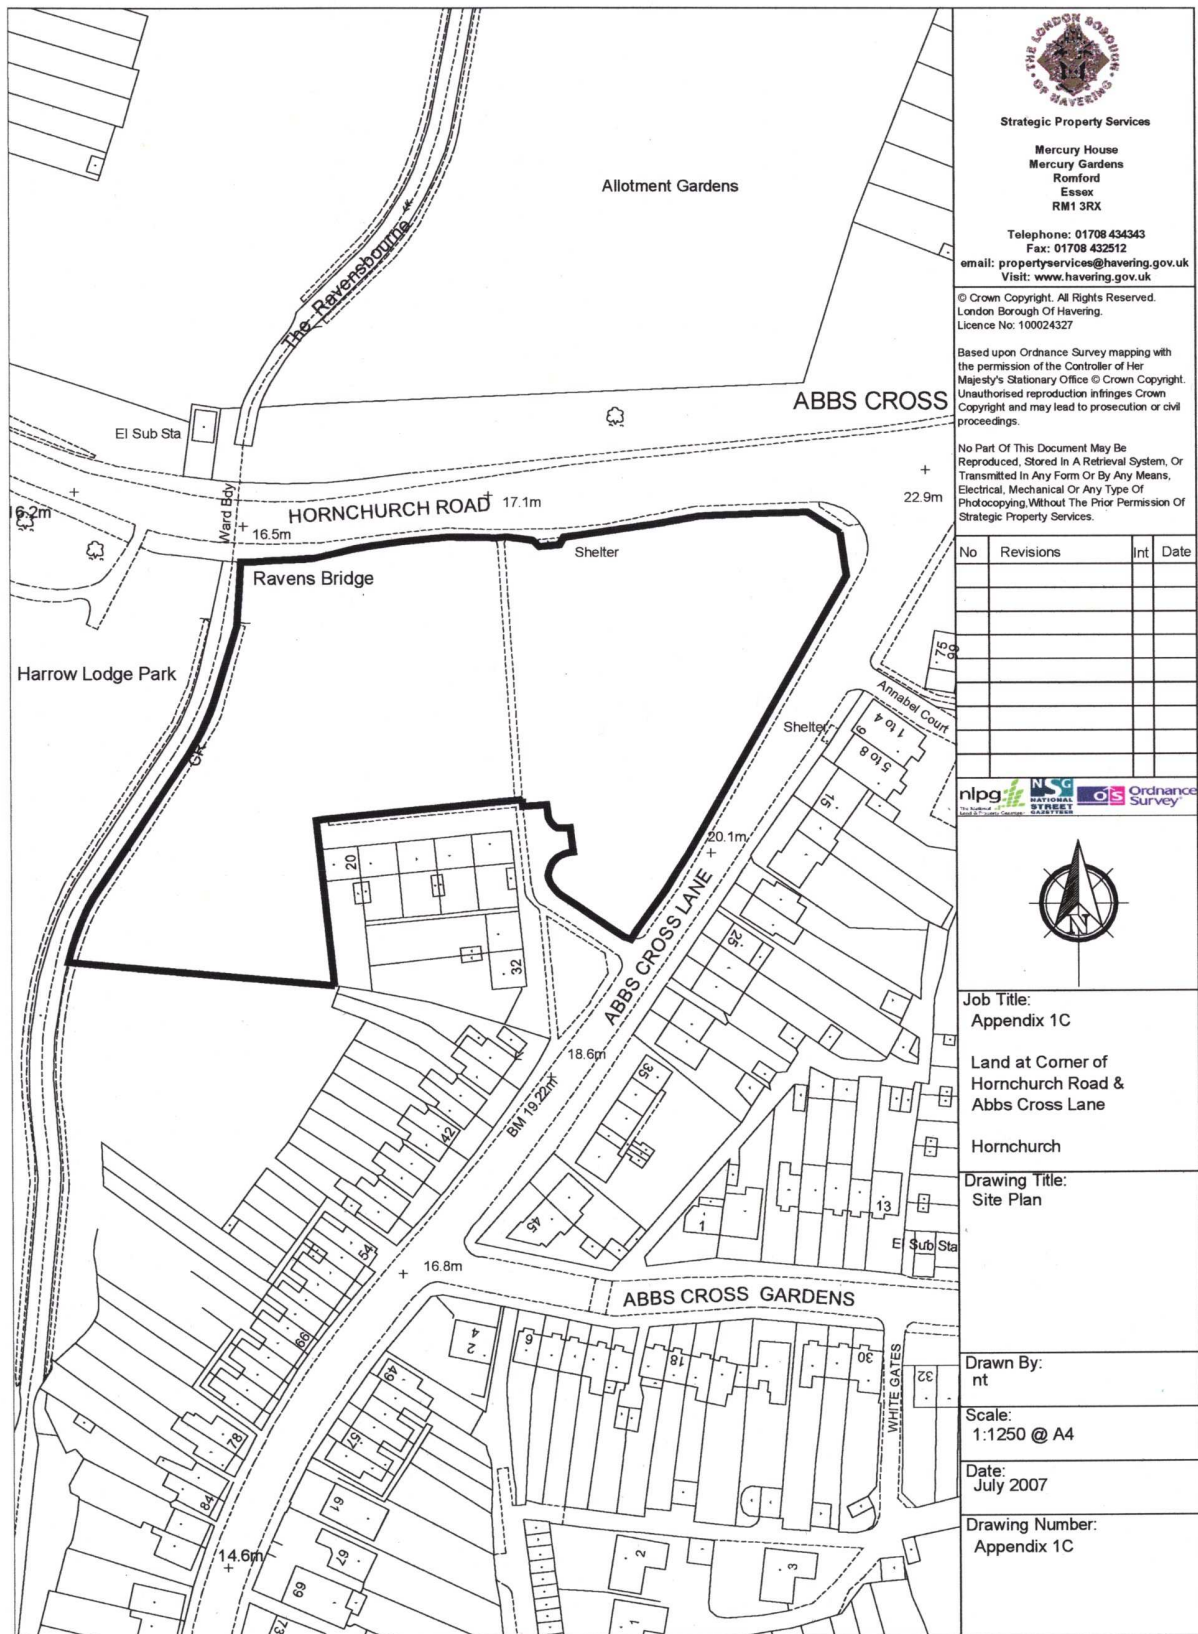 Allotment Gardens
The Ravensbourne
ABBS CROSS
El Sub Sta
Ward Bdy
HORNCHURCH ROAD
17.1m
22.9m
16.2m
16.5m
Shelter
Ravens Bridge
Harrow Lodge Park
75
99
Annabel Court
Shelter
1 to 4
9
5 to 8
15
CR
20.1m
20
25
32
ABBS CROSS LANE
18.6m
35
BM 19.22m
42
45
1
13
El Sub Sta
54
16.8m
ABBS CROSS GARDENS
66
2
4
6
18
30
32
WHITE GATES
49
57
78
84
61
67
69
73
14.6m
2
3
1
THE LONDON BOROUGH
OF HAVERING
Strategic Property Services
Mercury House
Mercury Gardens
Romford
Essex
RM1 3RX
Telephone: 01708 434343
Fax: 01708 432512
email: propertyservices@havering.gov.uk
Visit: www.havering.gov.uk
© Crown Copyright. All Rights Reserved.
London Borough Of Havering.
Licence No: 100024327
Based upon Ordnance Survey mapping with
the permission of the Controller of Her
Majesty's Stationary Office © Crown Copyright.
Unauthorised reproduction infringes Crown
Copyright and may lead to prosecution or civil
proceedings.
No Part Of This Document May Be
Reproduced, Stored In A Retrieval System, Or
Transmitted In Any Form Or By Any Means,
Electrical, Mechanical Or Any Type Of
Photocopying,Without The Prior Permission Of
Strategic Property Services.
No Revisions Int Date
nlpg
NSG
NATIONAL
STREET
GAZETTEER
OS Ordnance
Survey
N
Job Title:
Appendix 1C
Land at Corner of
Hornchurch Road &
Abbs Cross Lane
Hornchurch
Drawing Title:
Site Plan
Drawn By:
nt
Scale:
1:1250 @ A4
Date:
July 2007
Drawing Number:
Appendix 1C